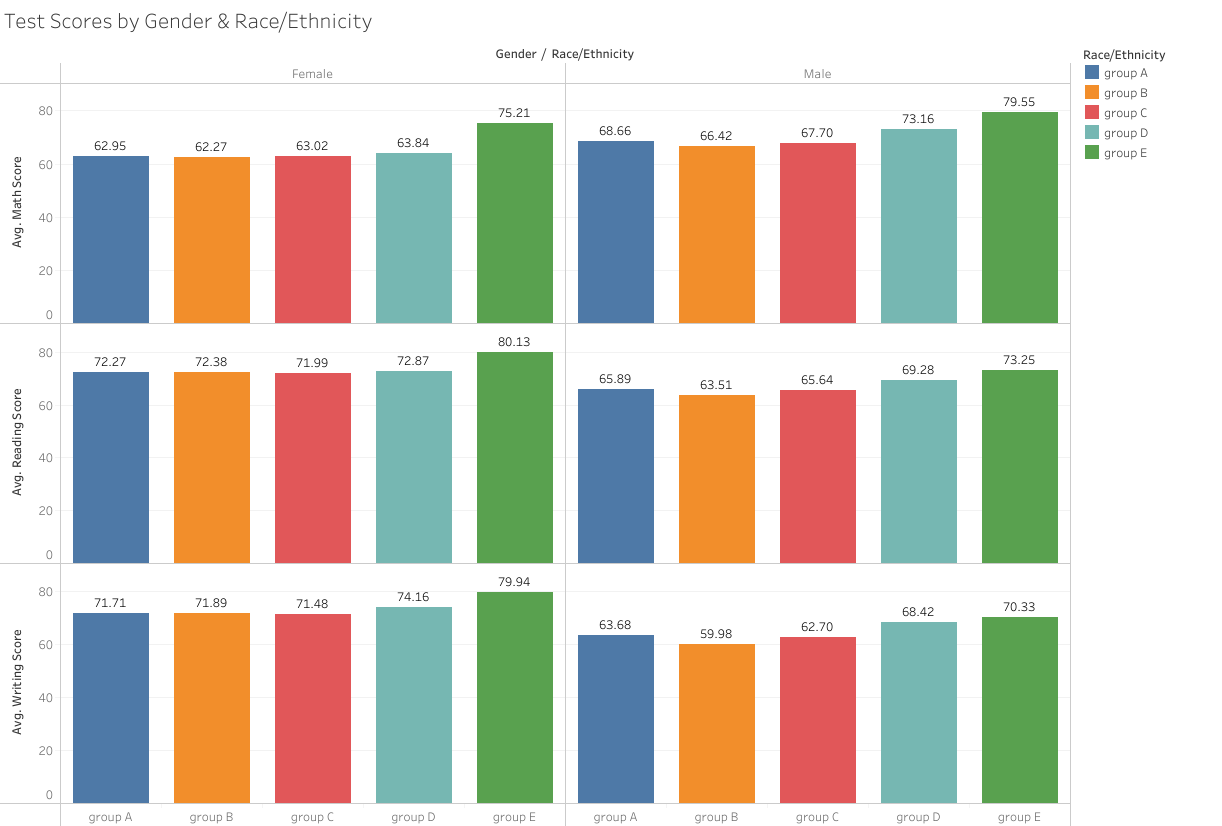 Test Scores by Gender & Race/Ethnicity
Gender / Race/Ethnicity
Female
Male
Race/Ethnicity
group A
group B
group C
group D
group E
Avg. Math Score
80
60
40
20
0
62.95
62.27
63.02
63.84
75.21
68.66
66.42
67.70
73.16
79.55
Avg. Reading Score
80
60
40
20
0
72.27
72.38
71.99
72.87
80.13
65.89
63.51
65.64
69.28
73.25
Avg. Writing Score
80
60
40
20
0
71.71
71.89
71.48
74.16
79.94
63.68
59.98
62.70
68.42
70.33
group A
group B
group C
group D
group E
group A
group B
group C
group D
group E